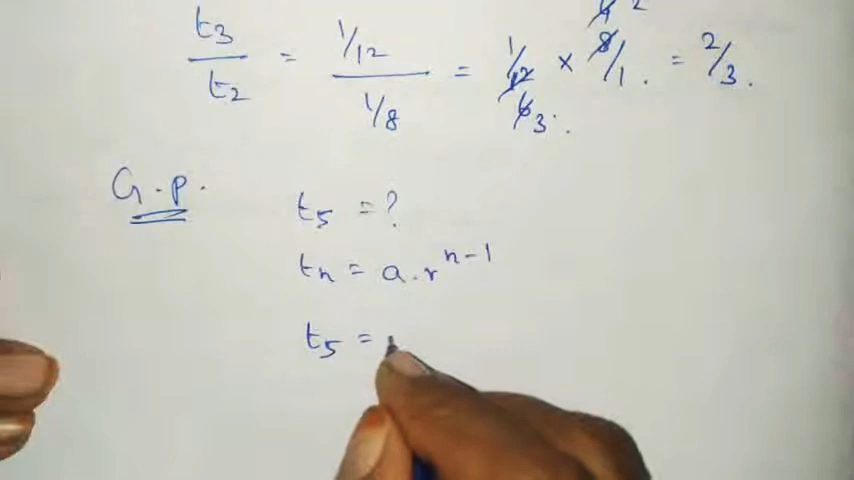 t3/t2 = (1/12)/(1/8) = 1/12 × 8/1 = 2/3.
G.P.
t5 = ?
tn = a.r^n-1
t5 =